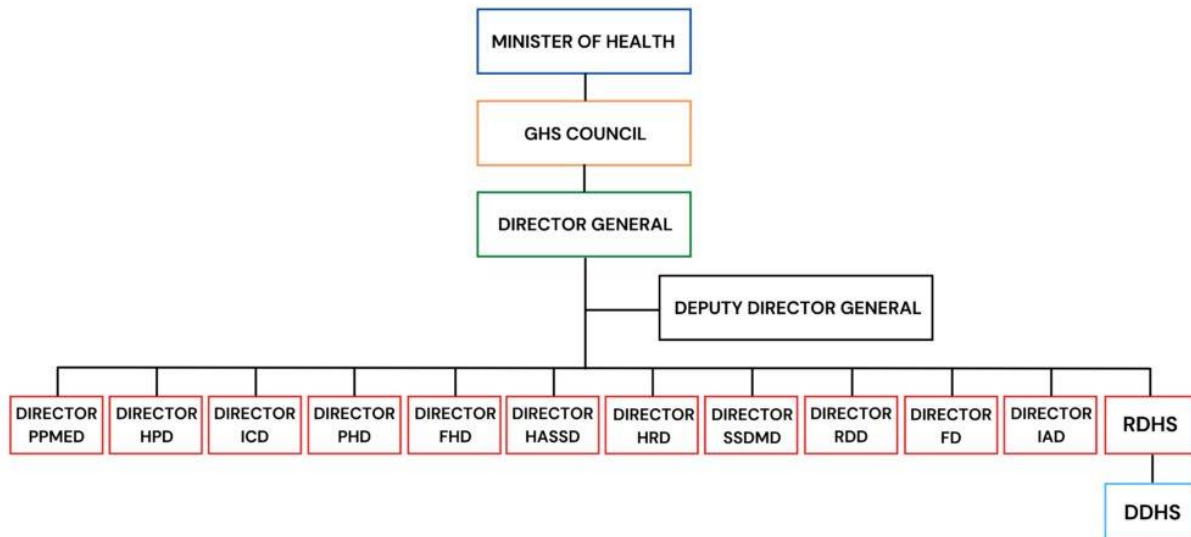 MINISTER OF HEALTH
GHS COUNCIL
DIRECTOR GENERAL
DEPUTY DIRECTOR GENERAL
DIRECTOR
PPMED
DIRECTOR
HPD
DIRECTOR
ICD
DIRECTOR
PHD
DIRECTOR
FHD
DIRECTOR
HASSD
DIRECTOR
HRD
DIRECTOR
SSDMD
DIRECTOR
RDD
DIRECTOR
FD
DIRECTOR
IAD
RDHS
DDHS